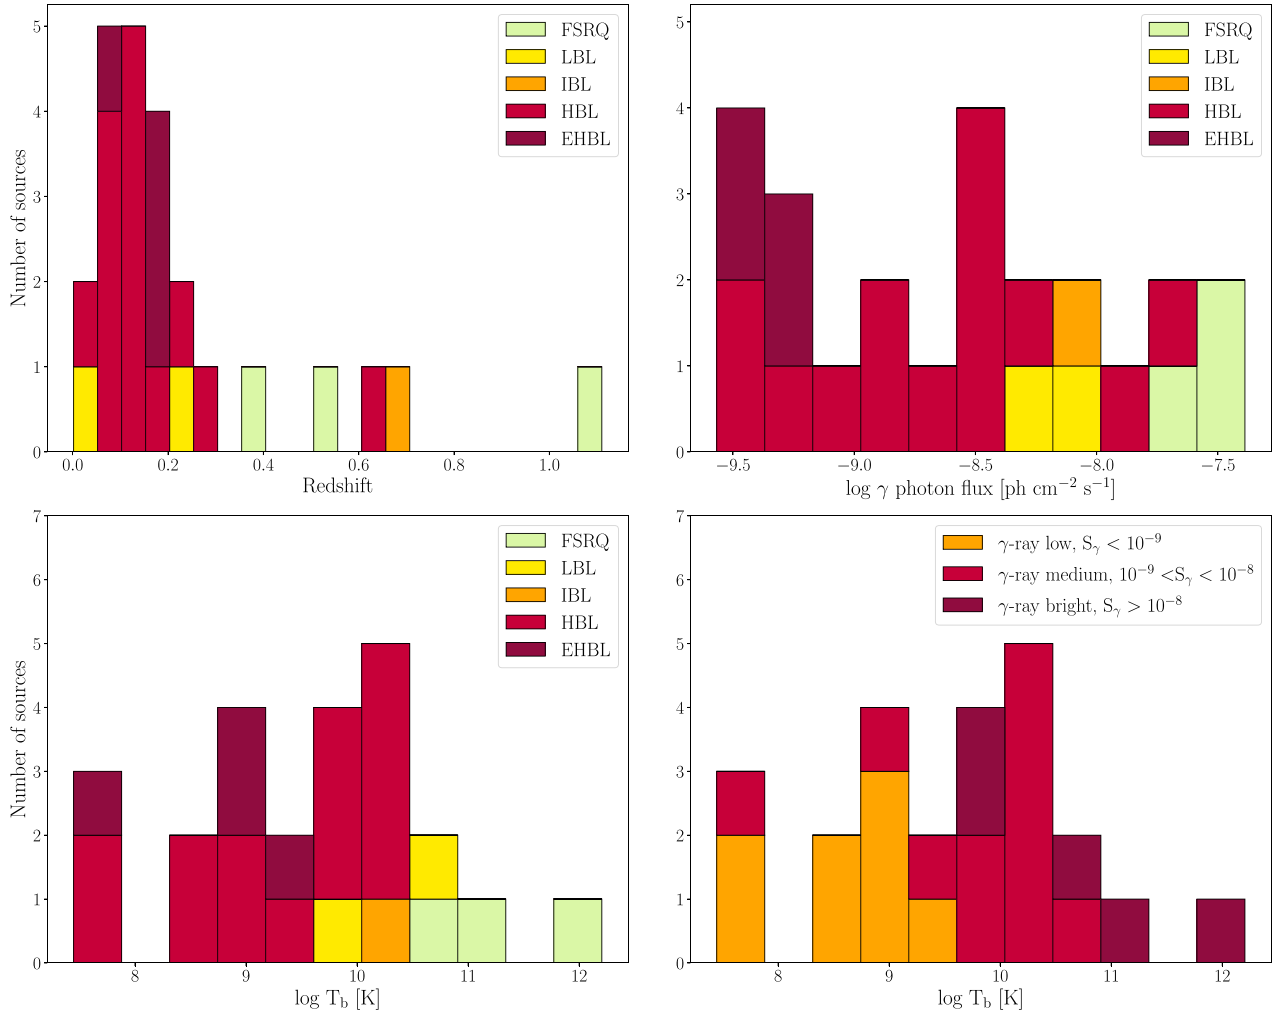 FSRQ
LBL
IBL
HBL
EHBL
5
4
3
2
1
0
Number of sources
0.0 0.2 0.4 0.6 0.8 1.0
Redshift
FSRQ
LBL
IBL
HBL
EHBL
5
4
3
2
1
0
−9.5 −9.0 −8.5 −8.0 −7.5
log γ photon flux [ph cm⁻² s⁻¹]
FSRQ
LBL
IBL
HBL
EHBL
7
6
5
4
3
2
1
0
Number of sources
8 9 10 11 12
log T_b [K]
γ-ray low, S_γ < 10⁻⁹
γ-ray medium, 10⁻⁹ <S_γ < 10⁻⁸
γ-ray bright, S_γ > 10⁻⁸
7
6
5
4
3
2
1
0
8 9 10 11 12
log T_b [K]